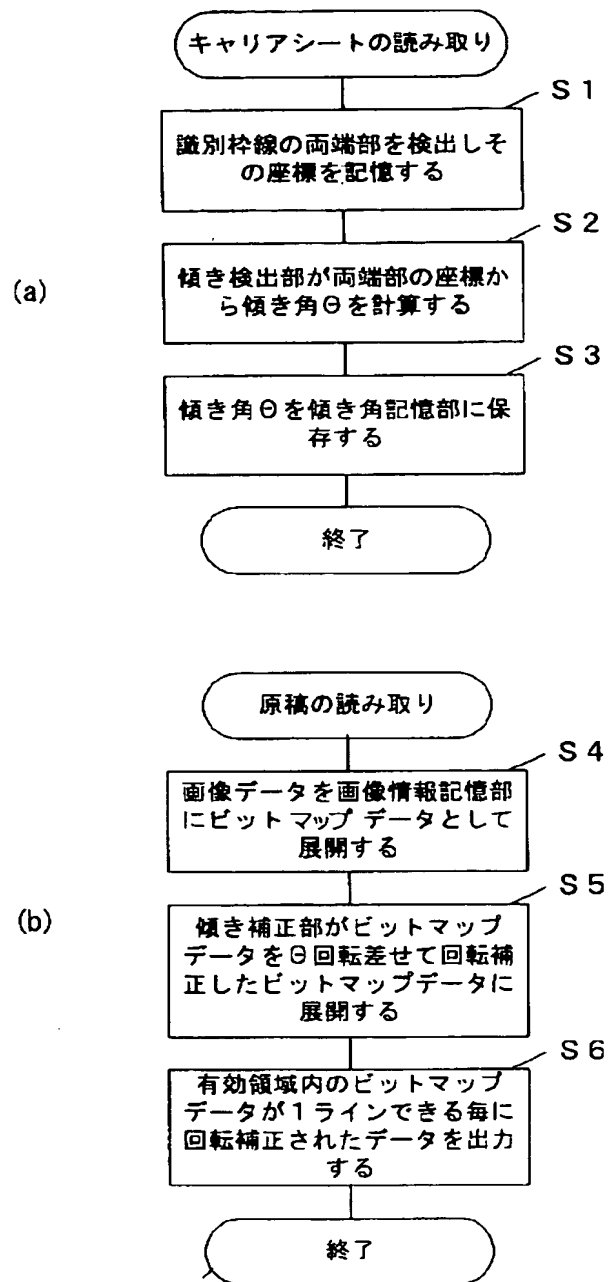 キャリアシートの読み取り
S1
識別枠線の両端部を検出しそ
の座標を記憶する
S2
(a)
傾き検出部が両端部の座標か
ら傾き角θを計算する
S3
傾き角θを傾き角記憶部に保
存する
終了
原稿の読み取り
S4
画像データを画像情報記憶部
にビットマップデータとして
展開する
S5
(b)
傾き補正部がビットマップ
データをθ回転差せて回転補
正したビットマップデータに
展開する
S6
有効領域内のビットマップ
データが1ラインできる毎に
回転補正されたデータを出力
する
終了